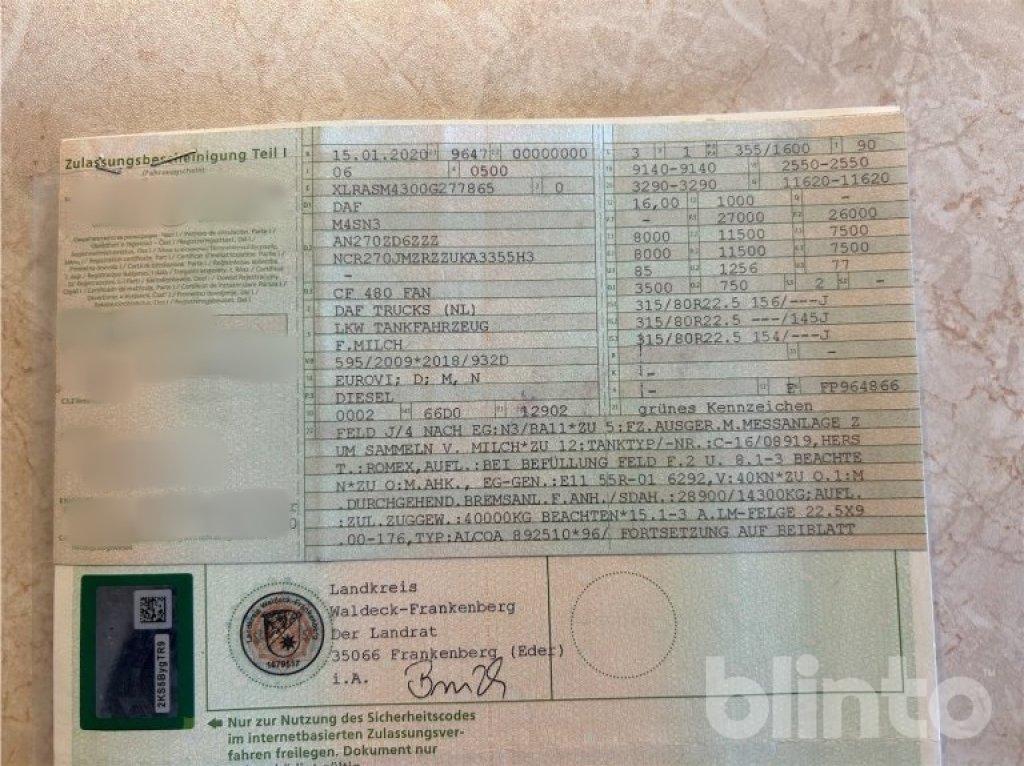 Zulassungsbescheinigung Teil I
(Fahrzeugschein)
15.01.2020 9647 00000000
06 0500
XLRASM4300G277865 0
DAF
M4SN3
AN270ZD6ZZZ
NCR270JMZRZZUKA3355H3
–
CF 480 FAN
DAF TRUCKS (NL)
LKW TANKFAHRZEUG
F.MILCH
595/2009*2018/932D
EUROVI; D; M, N
DIESEL
0002 66D0 12902
3 1 355/1600 90
9140-9140 2550-2550
3290-3290 11620-11620
16,00 1000 –
– 27000 26000
8000 11500 7500
8000 11500 7500
85 1256 77
3500 750 2 –
315/80R22.5 156/---J
315/80R22.5 ---/145J
315/80R22.5 154/---J
–
–
– FP964866
grünes Kennzeichen
FELD J/4 NACH EG:N3/BA11*ZU 5:FZ.AUSGER.M.MESSANLAGE Z
UM SAMMELN V. MILCH*ZU 12:TANKTYP/-NR.:C-16/08919,HERS
T.:ROMEX,AUFL.:BEI BEFÜLLUNG FELD F.2 U. 8.1-3 BEACHTE
N*ZU O:M.AHK., EG-GEN.:E11 55R-01 6292,V:40KN*ZU O.1:M
.DURCHGEHEND.BREMSANL.F.ANH./SDAH.:28900/14300KG;AUFL.
:ZUL.ZUGGEW.:40000KG BEACHTEN*15.1-3 A.LM-FELGE 22.5X9
.00-176,TYP:ALCOA 892510*96/ FORTSETZUNG AUF BEIBLATT
2KS5BygTR9
Landkreis Waldeck-Frankenberg
1479517
Landkreis
Waldeck-Frankenberg
Der Landrat
35066 Frankenberg (Eder)
i.A.
Nur zur Nutzung des Sicherheitscodes
im internetbasierten Zulassungsver-
fahren freilegen. Dokument nur
blinto